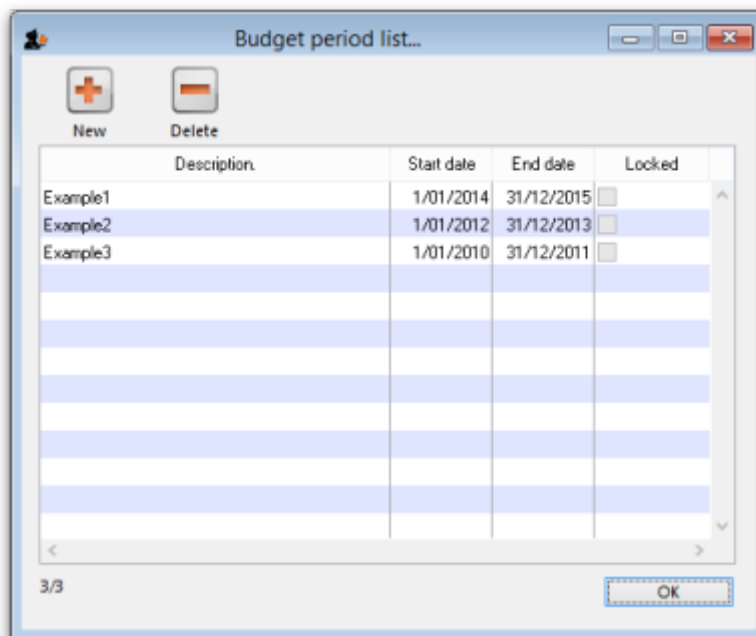 Budget period list...
New Delete
Description. Start date End date Locked
Example1 1/01/2014 31/12/2015
Example2 1/01/2012 31/12/2013
Example3 1/01/2010 31/12/2011
3/3
OK